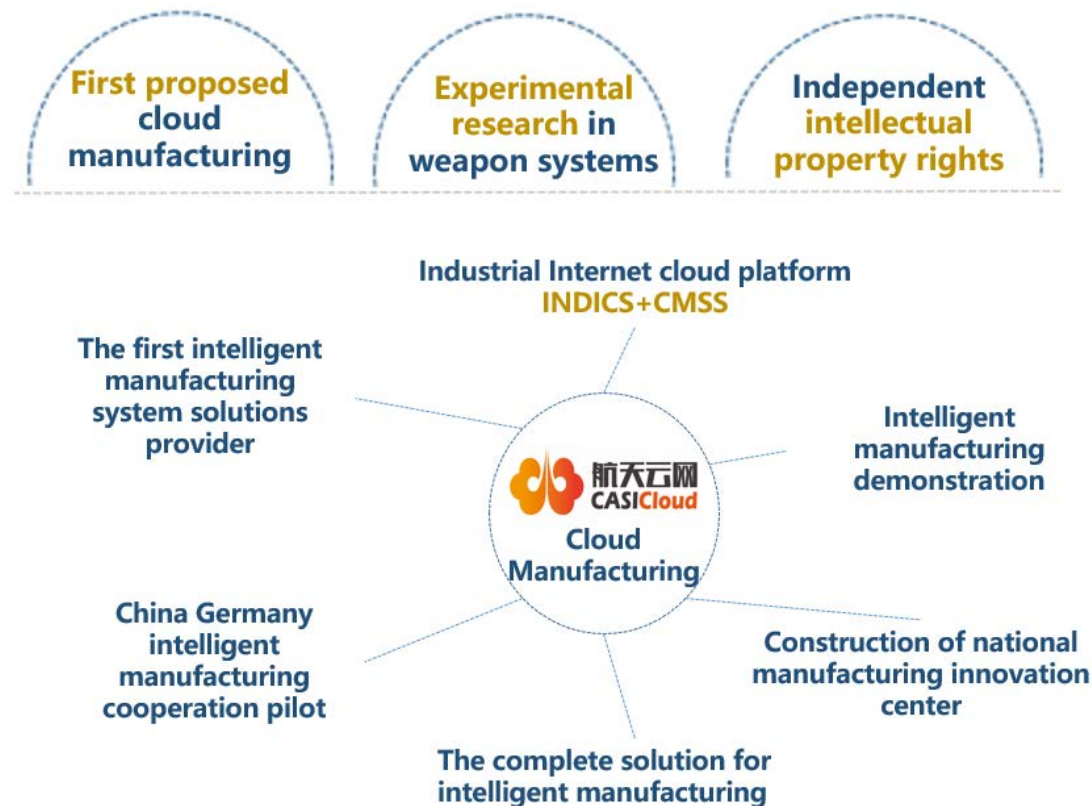 First proposed
cloud
manufacturing
Experimental
research in
weapon systems
Independent
intellectual
property rights
Industrial Internet cloud platform
INDICS+CMSS
The first intelligent
manufacturing
system solutions
provider
Intelligent
manufacturing
demonstration
航天云网
CASICloud
Cloud
Manufacturing
China Germany
intelligent
manufacturing
cooperation pilot
Construction of national
manufacturing innovation
center
The complete solution for
intelligent manufacturing